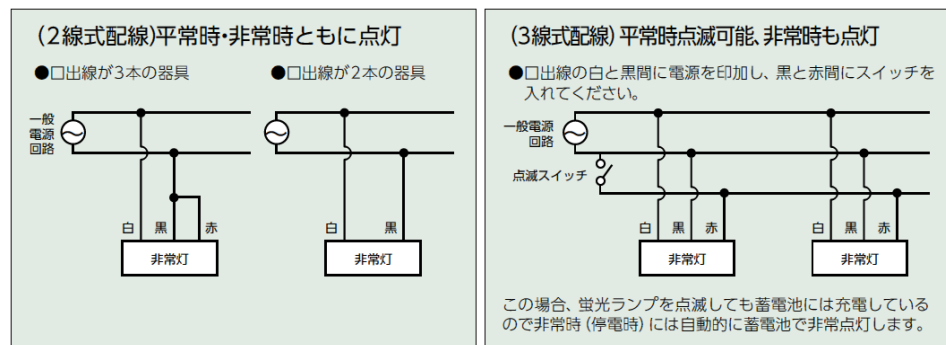 (2線式配線)平常時・非常時ともに点灯
●口出線が3本の器具
●口出線が2本の器具
一般
電源
回路
白
黒
赤
非常灯
白
黒
非常灯
(3線式配線)平常時点滅可能、非常時も点灯
●口出線の白と黒間に電源を印加し、黒と赤間にスイッチを
入れてください。
一般電源
回路
点滅スイッチ
白
黒
赤
非常灯
白
黒
赤
非常灯
この場合、蛍光ランプを点滅しても蓄電池には充電している
ので非常時(停電時)には自動的に蓄電池で非常点灯します。